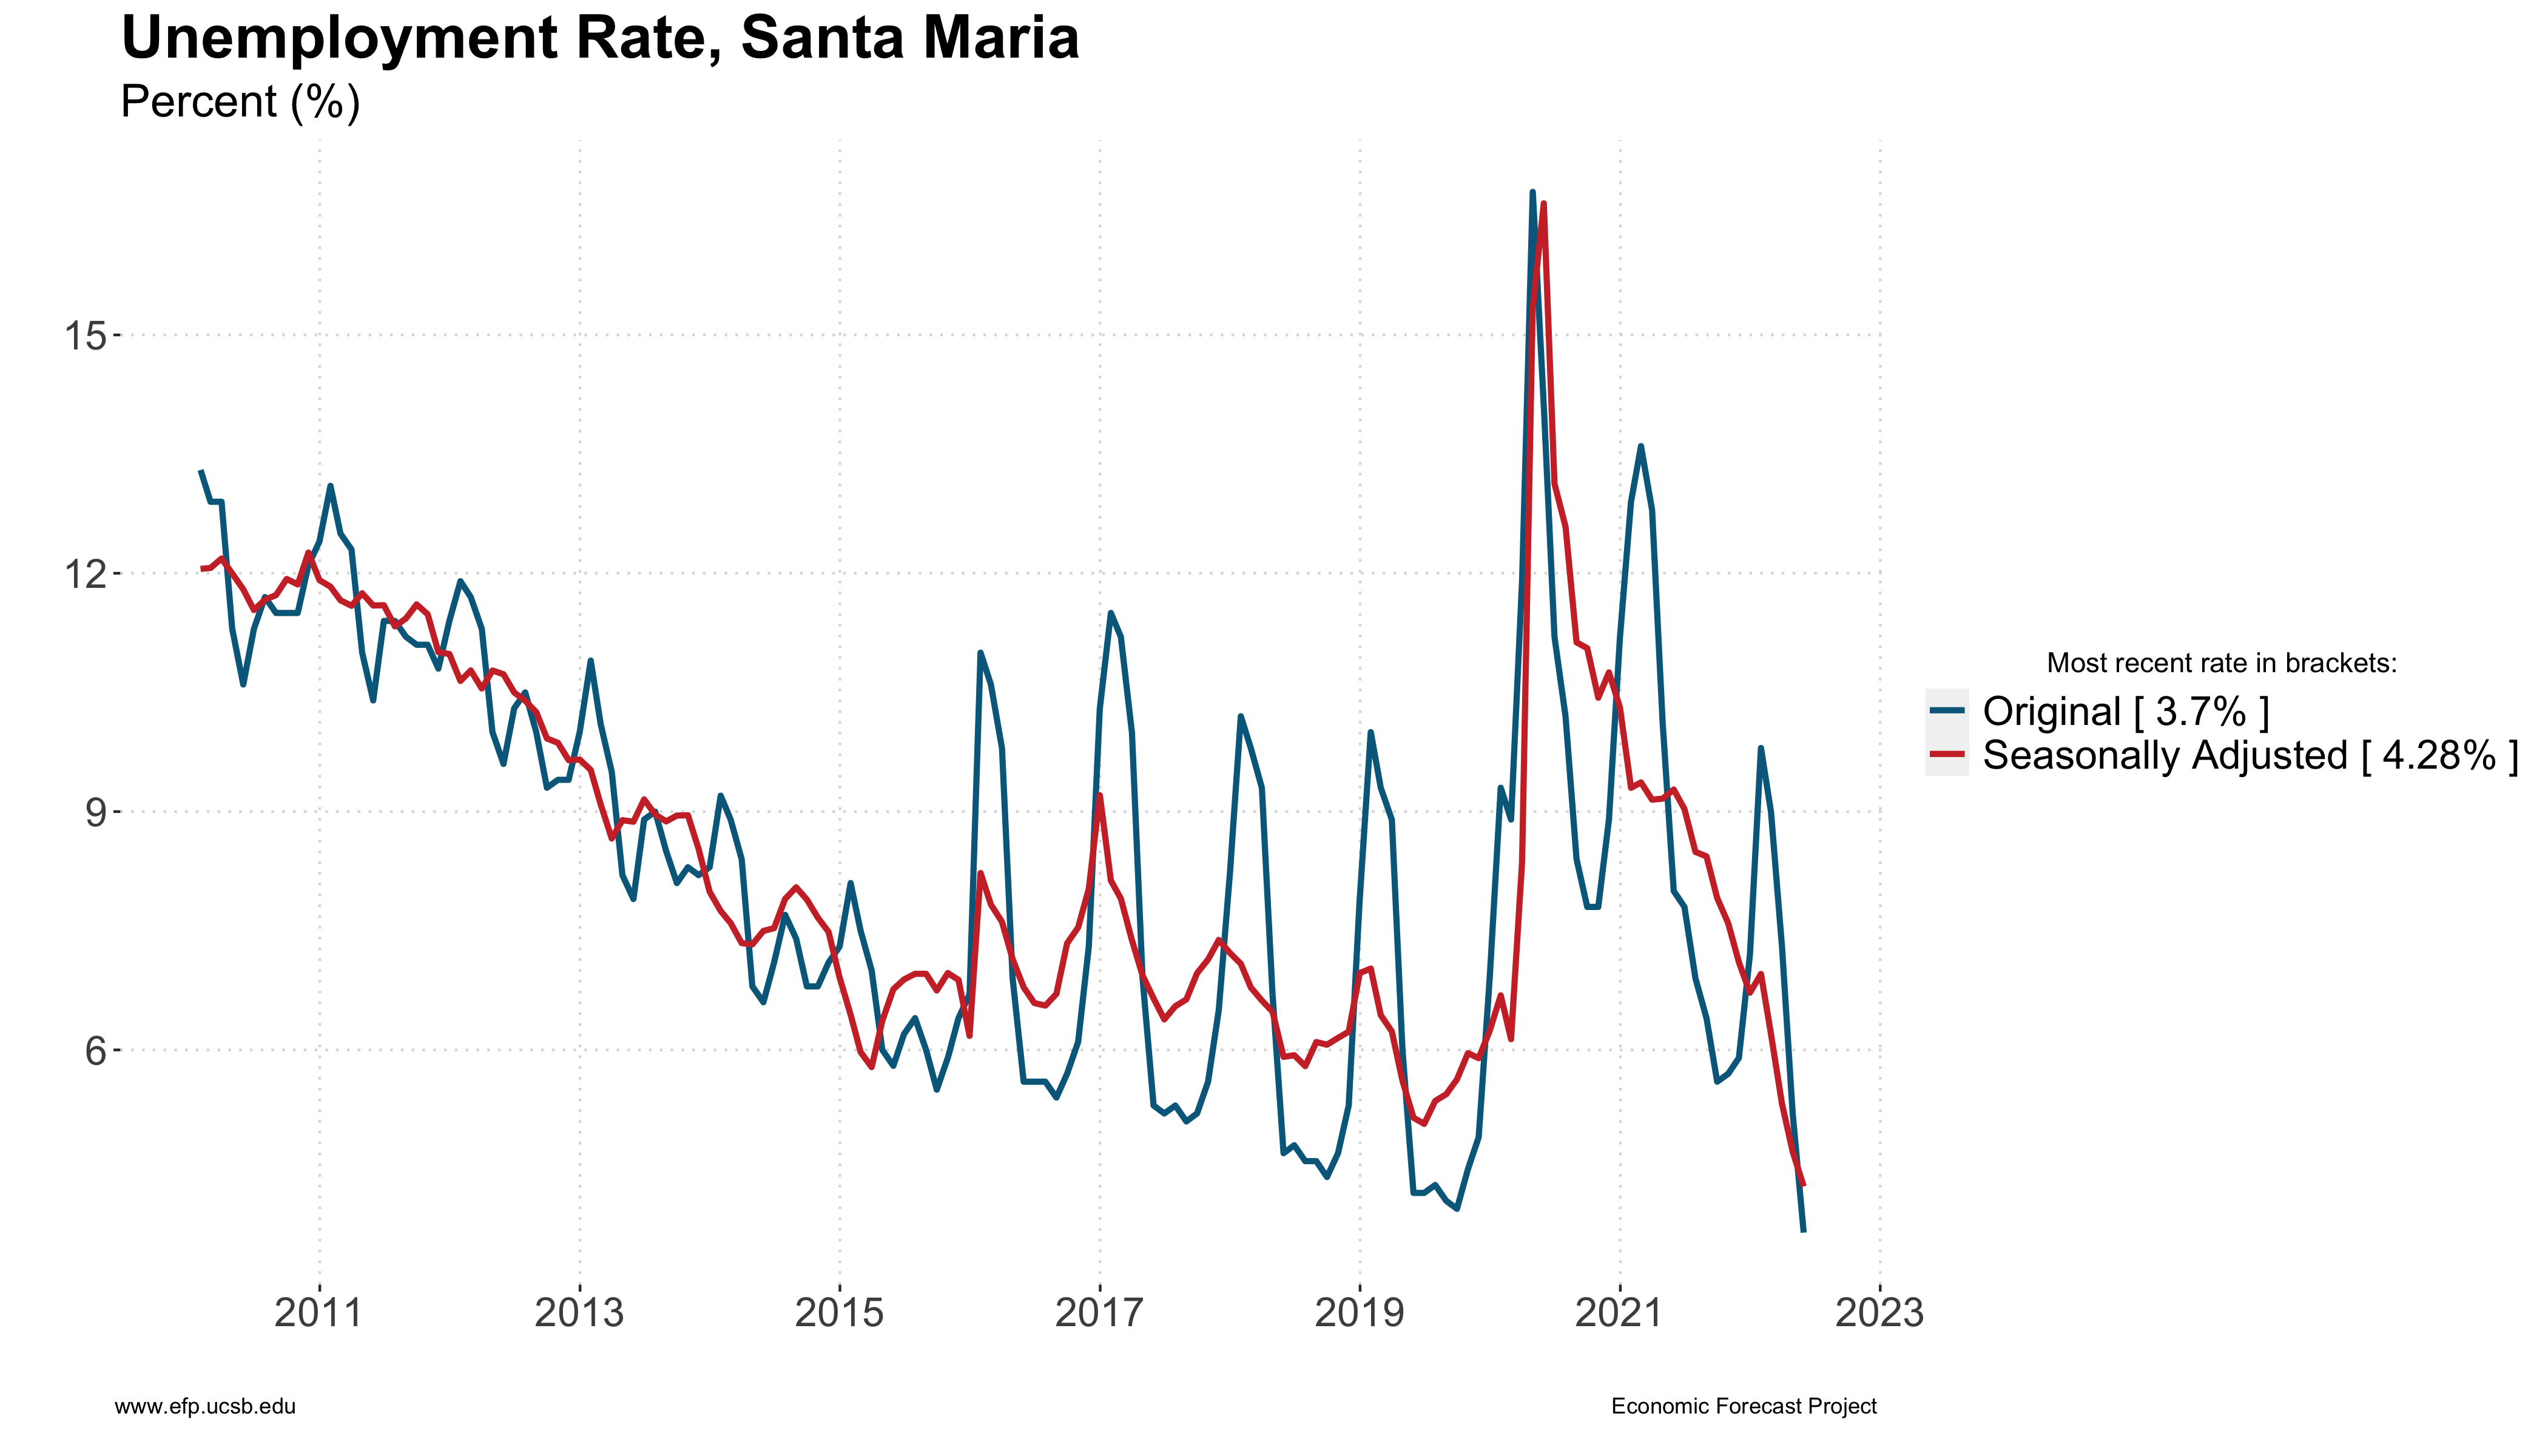 Unemployment Rate, Santa Maria
Percent (%)
15
12
9
6
2011
2013
2015
2017
2019
2021
2023
Most recent rate in brackets:
Original [ 3.7% ]
Seasonally Adjusted [ 4.28% ]
www.efp.ucsb.edu
Economic Forecast Project